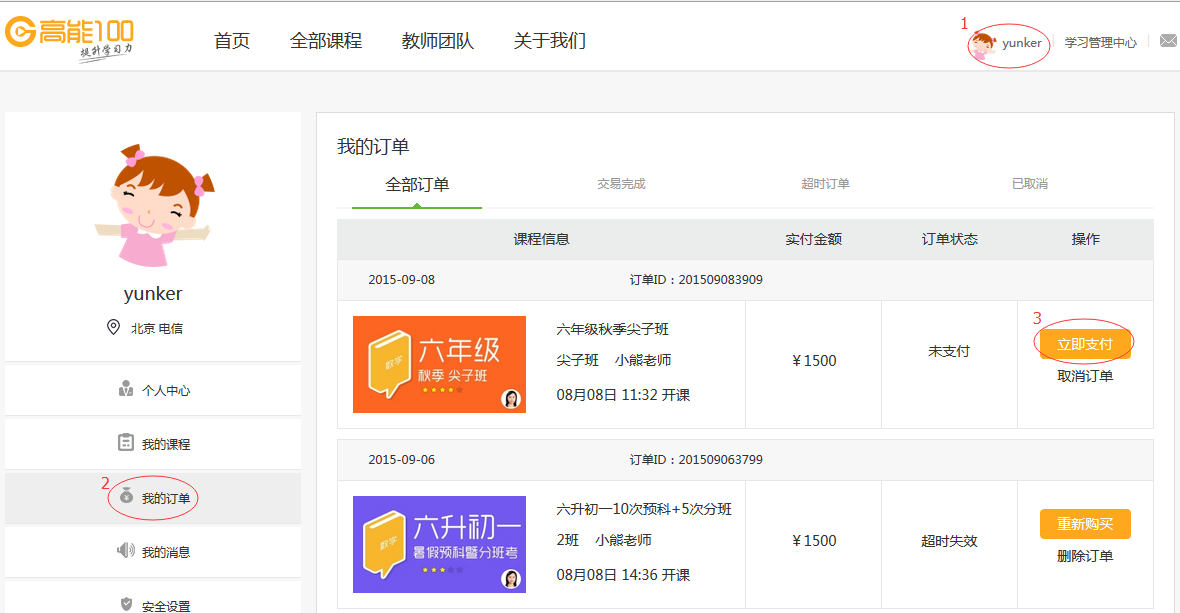 高能100
提升学习力
首页 全部课程 教师团队 关于我们
1
yunker 学习管理中心
yunker
北京 电信
个人中心
我的课程
2
我的订单
我的消息
安全设置
我的订单
全部订单 交易完成 超时订单 已取消
课程信息 实付金额 订单状态 操作
2015-09-08 订单ID：201509083909
数学
六年级
秋季 尖子班
六年级秋季尖子班
尖子班 小熊老师
08月08日 11:32 开课
￥1500
未支付
3
立即支付
取消订单
2015-09-06 订单ID：201509063799
数学
六升初一
暑假预科暨分班考
六升初一10次预科+5次分班
2班 小熊老师
08月08日 14:36 开课
￥1500
超时失效
重新购买
删除订单